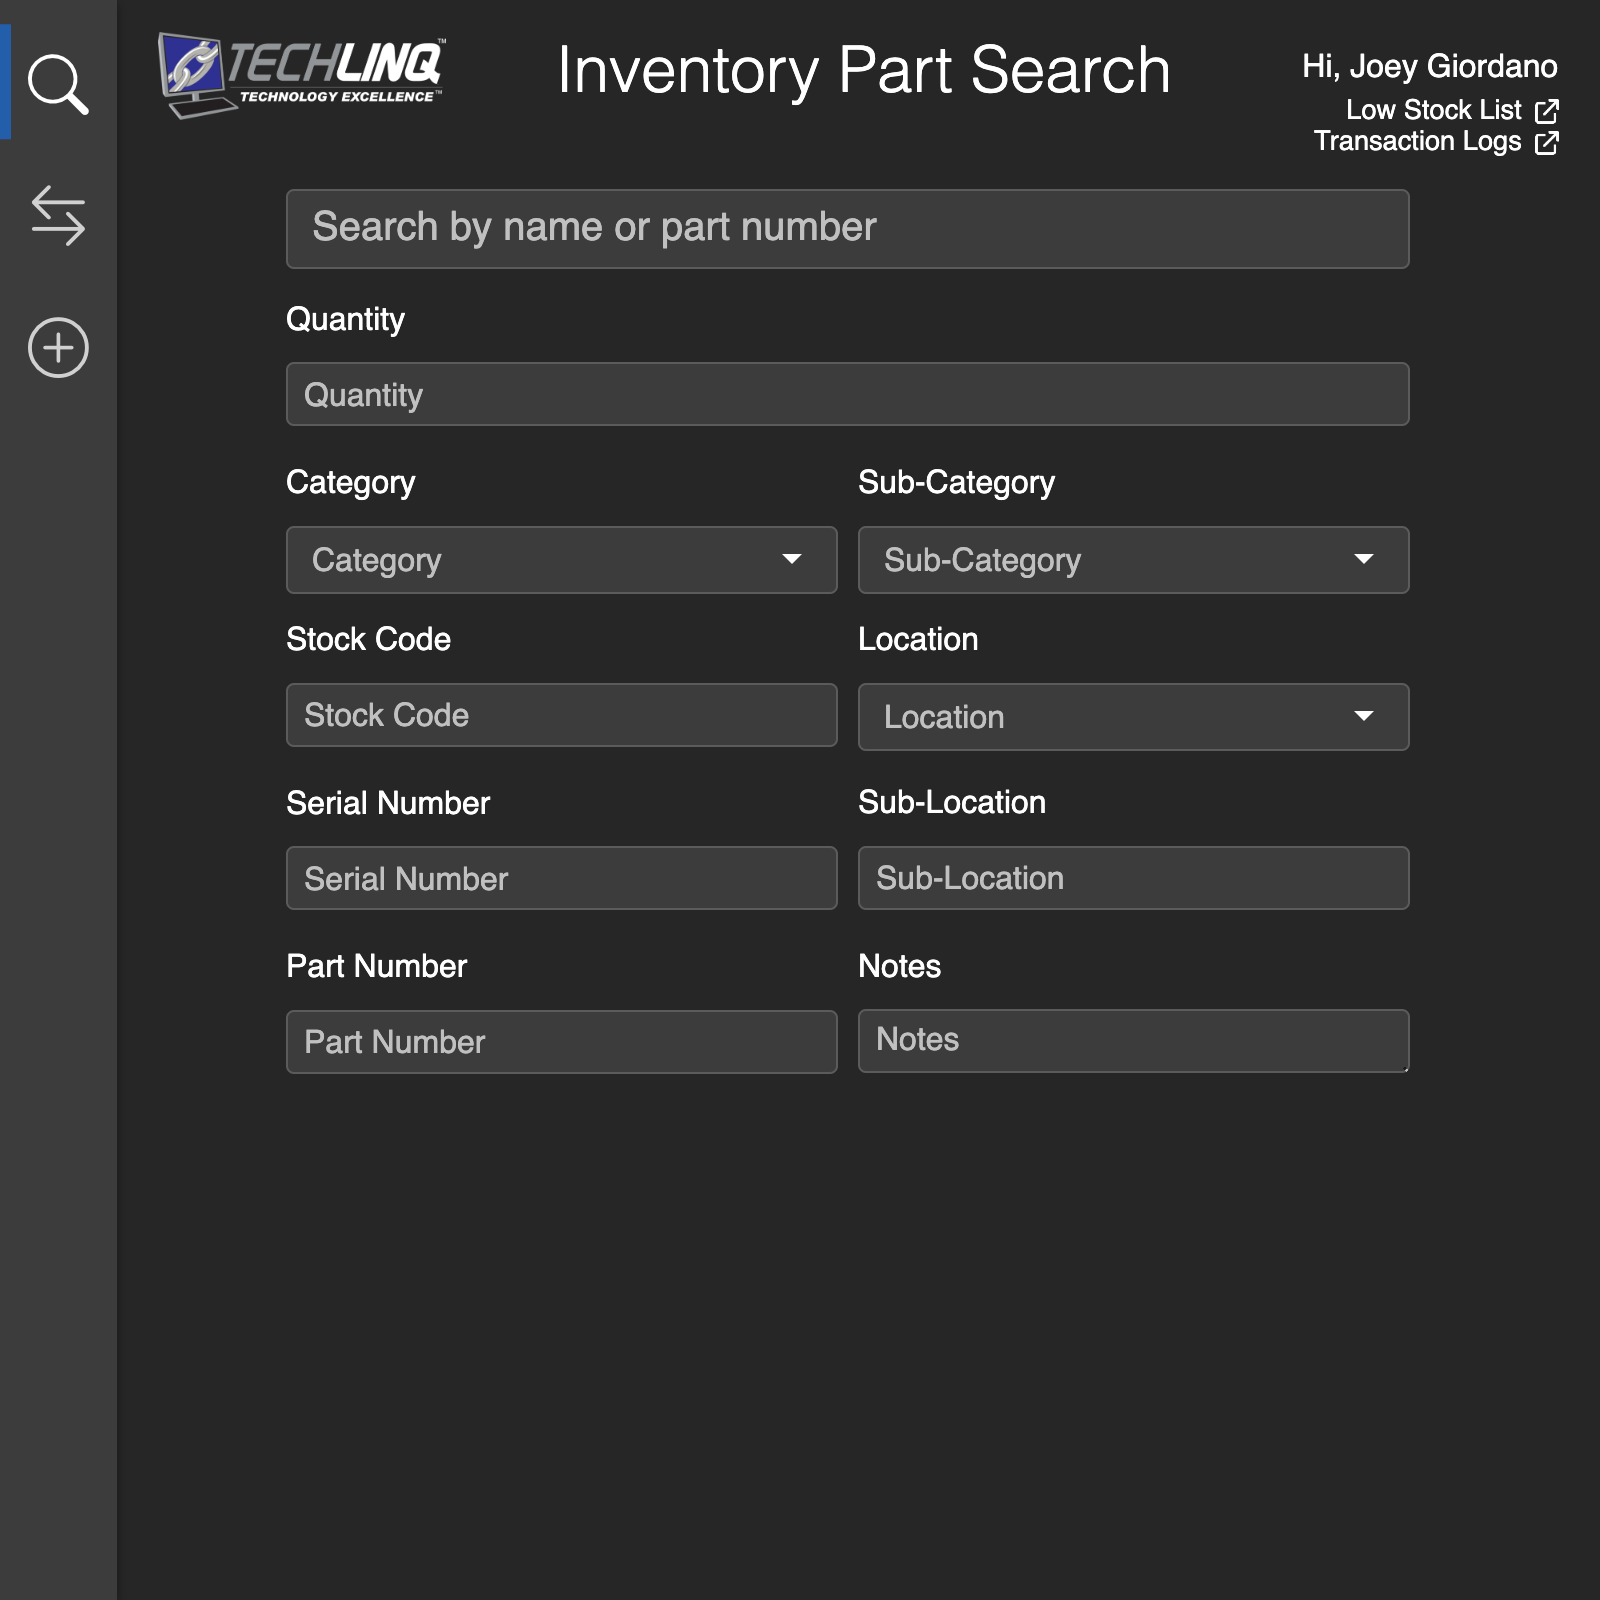 TECHLINQ™
TECHNOLOGY EXCELLENCE™
Inventory Part Search
Hi, Joey Giordano
Low Stock List
Transaction Logs
Search by name or part number
Quantity
Quantity
Category
Sub-Category
Category
Sub-Category
Stock Code
Location
Stock Code
Location
Serial Number
Sub-Location
Serial Number
Sub-Location
Part Number
Notes
Part Number
Notes